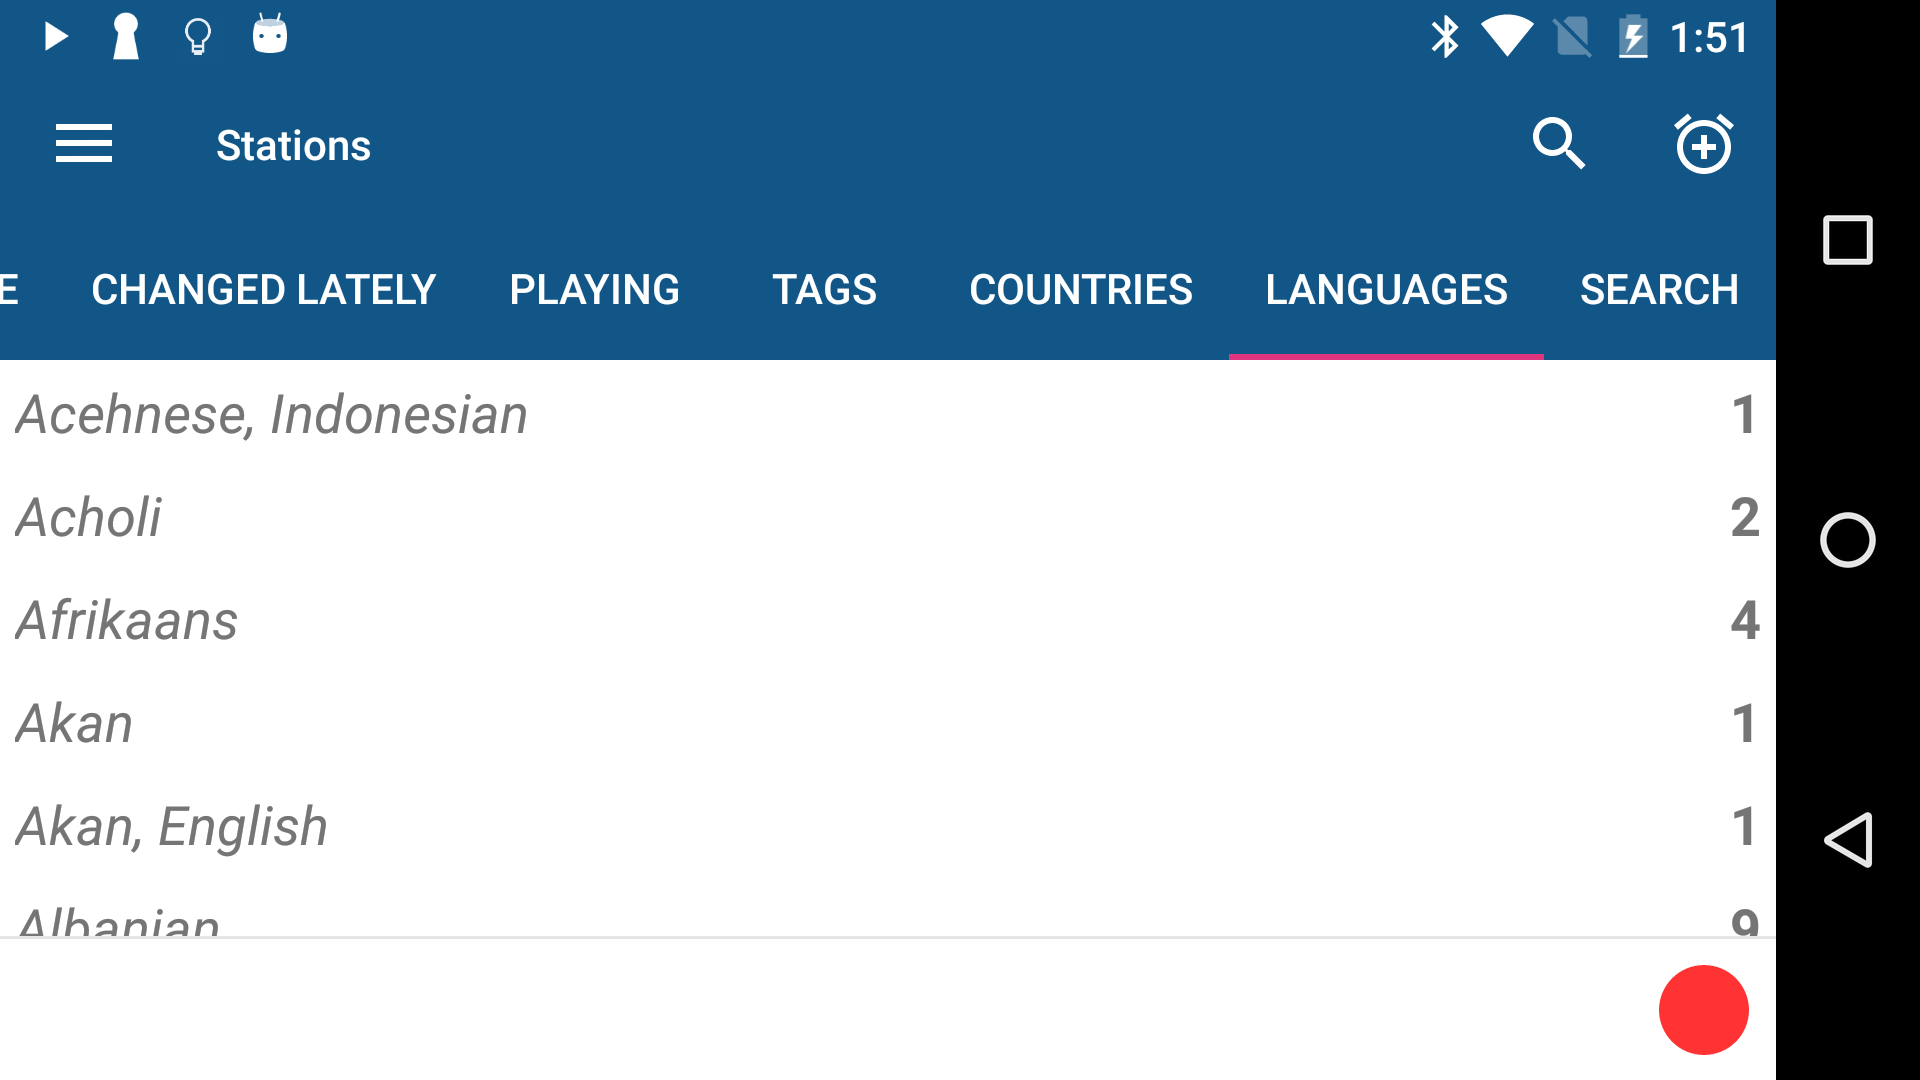 1:51
Stations
E CHANGED LATELY PLAYING TAGS COUNTRIES LANGUAGES SEARCH
Acehnese, Indonesian 1
Acholi 2
Afrikaans 4
Akan 1
Akan, English 1
Albanian 9